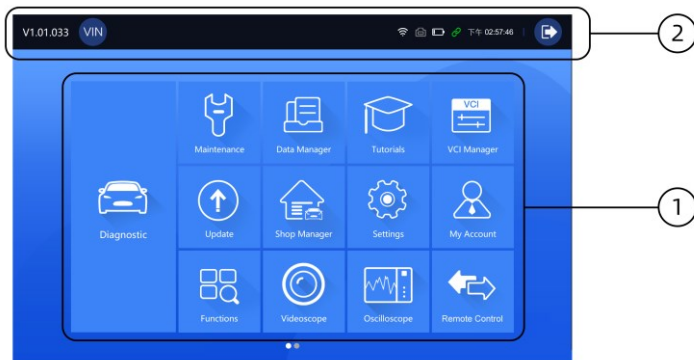 V1.01.033 VIN 下午 02:57:46
2
Maintenance Data Manager Tutorials VCI VCI Manager
1
Diagnostic Update Shop Manager Settings My Account
Functions Videoscope Oscilloscope Remote Control